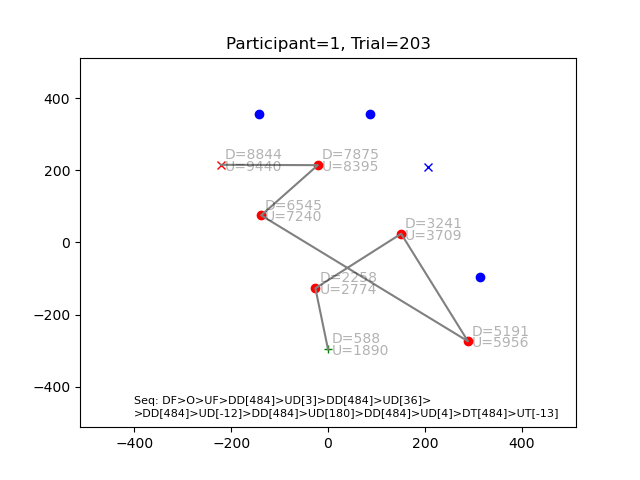 Participant=1, Trial=203
400
200
0
−200
−400
D=8844
U=9440
D=7875
U=8395
D=6545
U=7240
D=3241
U=3709
D=2258
U=2774
D=588
U=1890
D=5191
U=5956
Seq: DF>O>UF>DD[484]>UD[3]>DD[484]>UD[36]>
>DD[484]>UD[-12]>DD[484]>UD[180]>DD[484]>UD[4]>DT[484]>UT[-13]
−400
−200
0
200
400